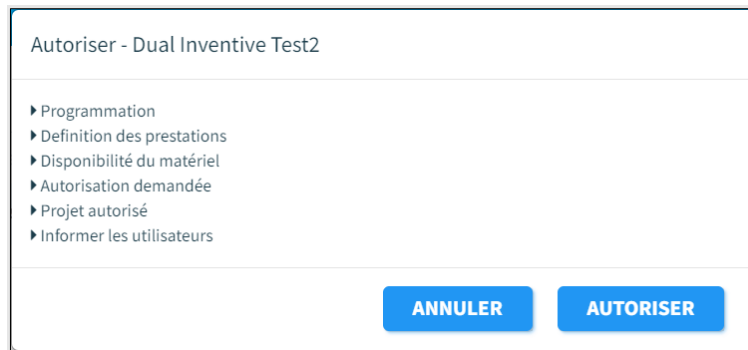 Autoriser - Dual Inventive Test2
Programmation
Definition des prestations
Disponibilité du matériel
Autorisation demandée
Projet autorisé
Informer les utilisateurs
ANNULER AUTORISER